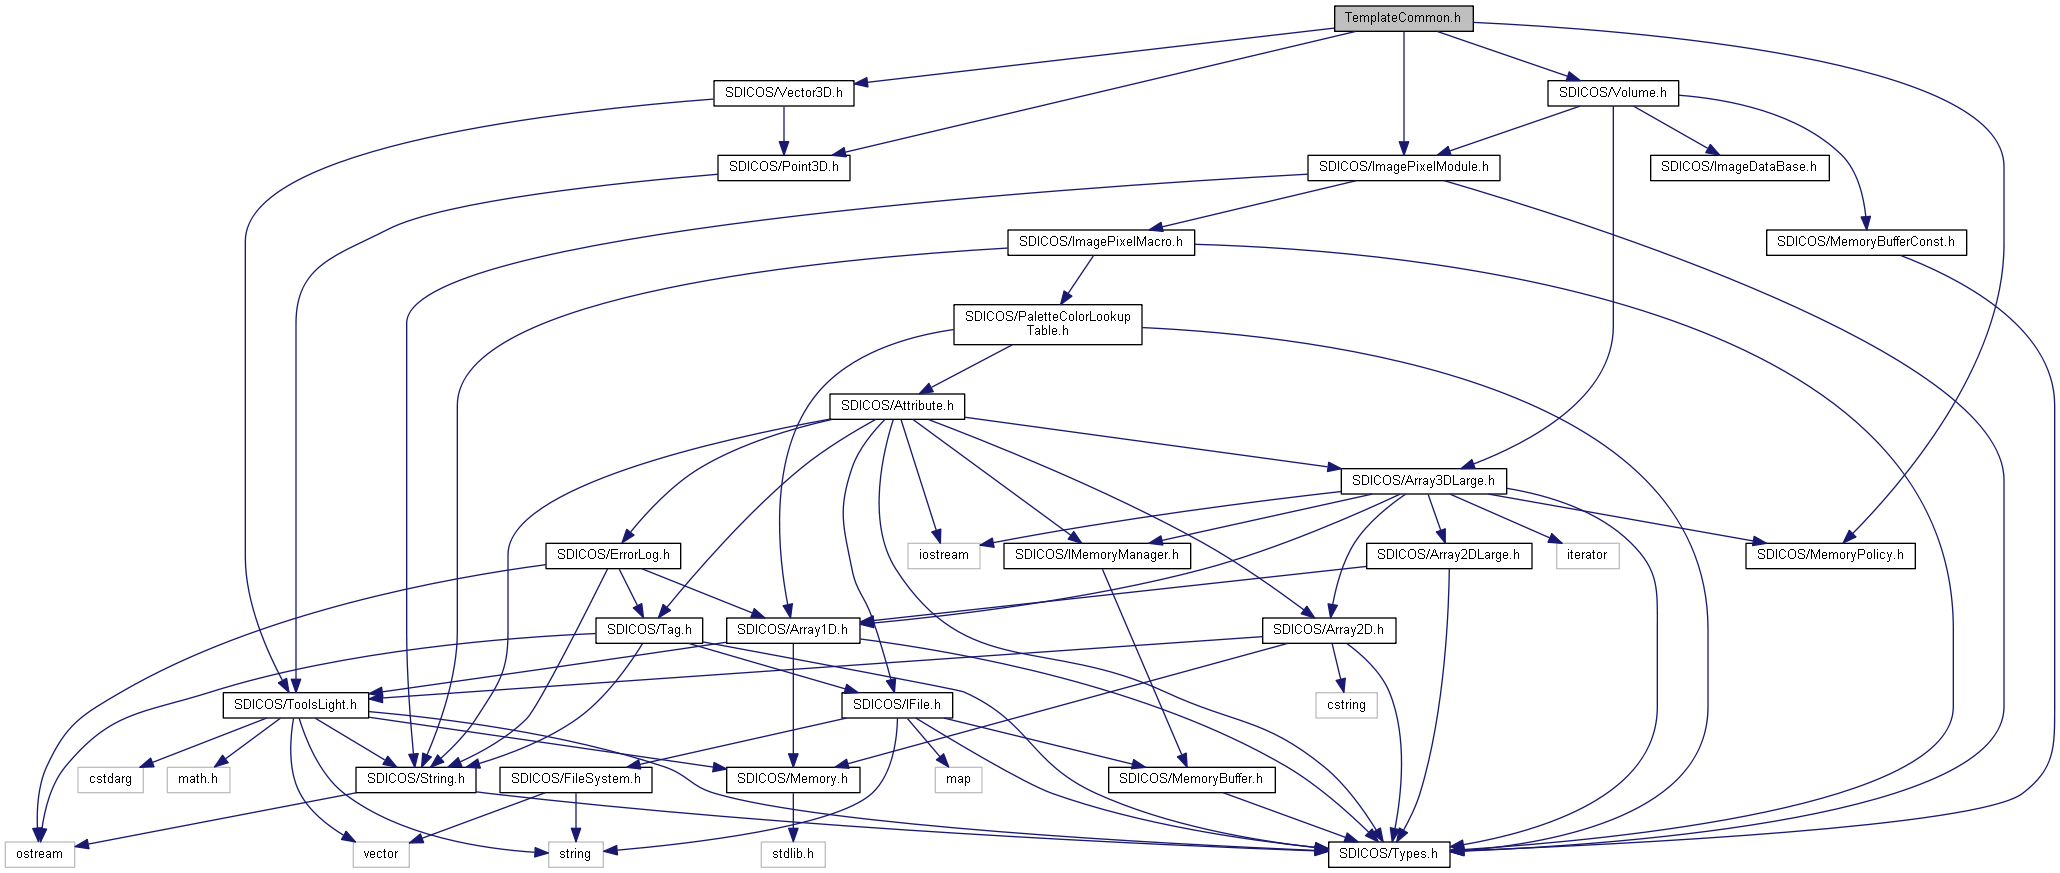 TemplateCommon.h
SDICOS/Vector3D.h
SDICOS/Volume.h
SDICOS/Point3D.h
SDICOS/ImagePixelModule.h
SDICOS/ImageDataBase.h
SDICOS/ImagePixelMacro.h
SDICOS/MemoryBufferConst.h
SDICOS/PaletteColorLookup
Table.h
SDICOS/Attribute.h
SDICOS/Array3DLarge.h
SDICOS/ErrorLog.h
iostream
SDICOS/IMemoryManager.h
SDICOS/Array2DLarge.h
iterator
SDICOS/MemoryPolicy.h
SDICOS/Tag.h
SDICOS/Array1D.h
SDICOS/Array2D.h
SDICOS/ToolsLight.h
SDICOS/IFile.h
cstring
cstdarg
math.h
SDICOS/String.h
SDICOS/FileSystem.h
SDICOS/Memory.h
map
SDICOS/MemoryBuffer.h
ostream
vector
string
stdlib.h
SDICOS/Types.h